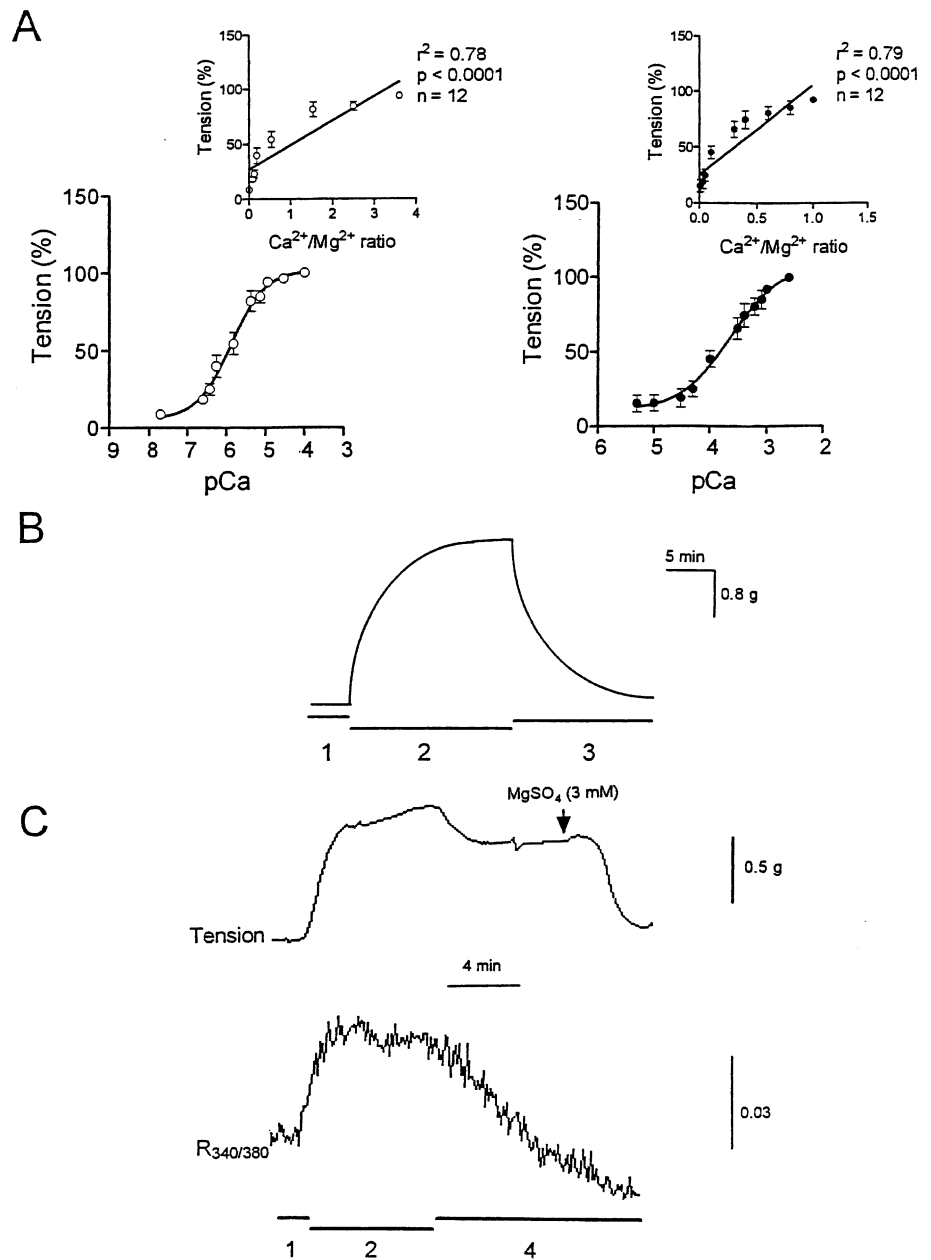 A
150
100
50
0
Tension (%)
r² = 0.78
p < 0.0001
n = 12
0 1 2 3 4
Ca²⁺/Mg²⁺ ratio
150
100
50
0
Tension (%)
9 8 7 6 5 4 3
pCa
150
100
50
0
Tension (%)
r² = 0.79
p < 0.0001
n = 12
0.0 0.5 1.0 1.5
Ca²⁺/Mg²⁺ ratio
150
100
50
0
Tension (%)
6 5 4 3 2
pCa
B
5 min
0.8 g
1 2 3
C
MgSO₄ (3 mM)
0.5 g
Tension
4 min
0.03
R340/380
1 2 4